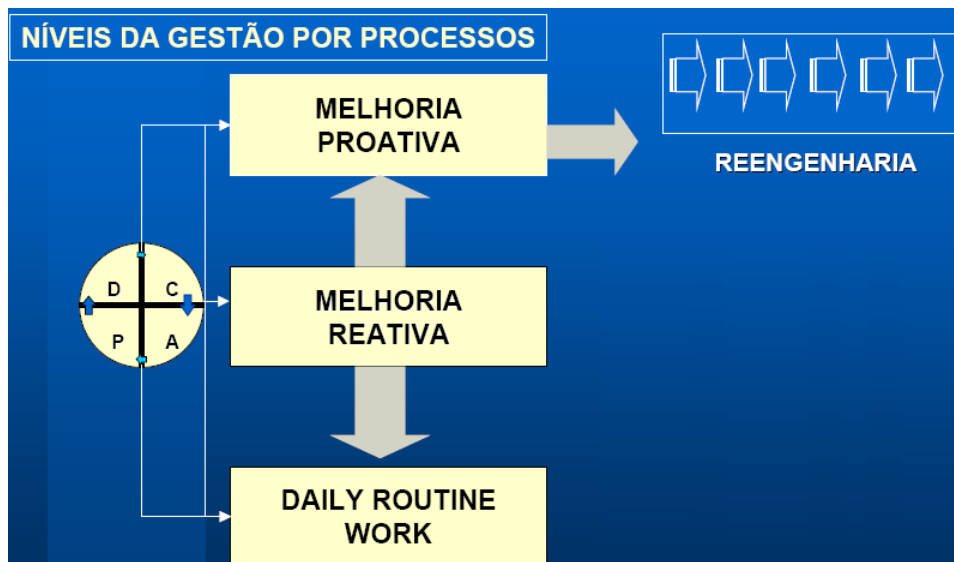 NÍVEIS DA GESTÃO POR PROCESSOS
MELHORIA
PROATIVA
REENGENHARIA
D
C
P
A
MELHORIA
REATIVA
DAILY ROUTINE
WORK